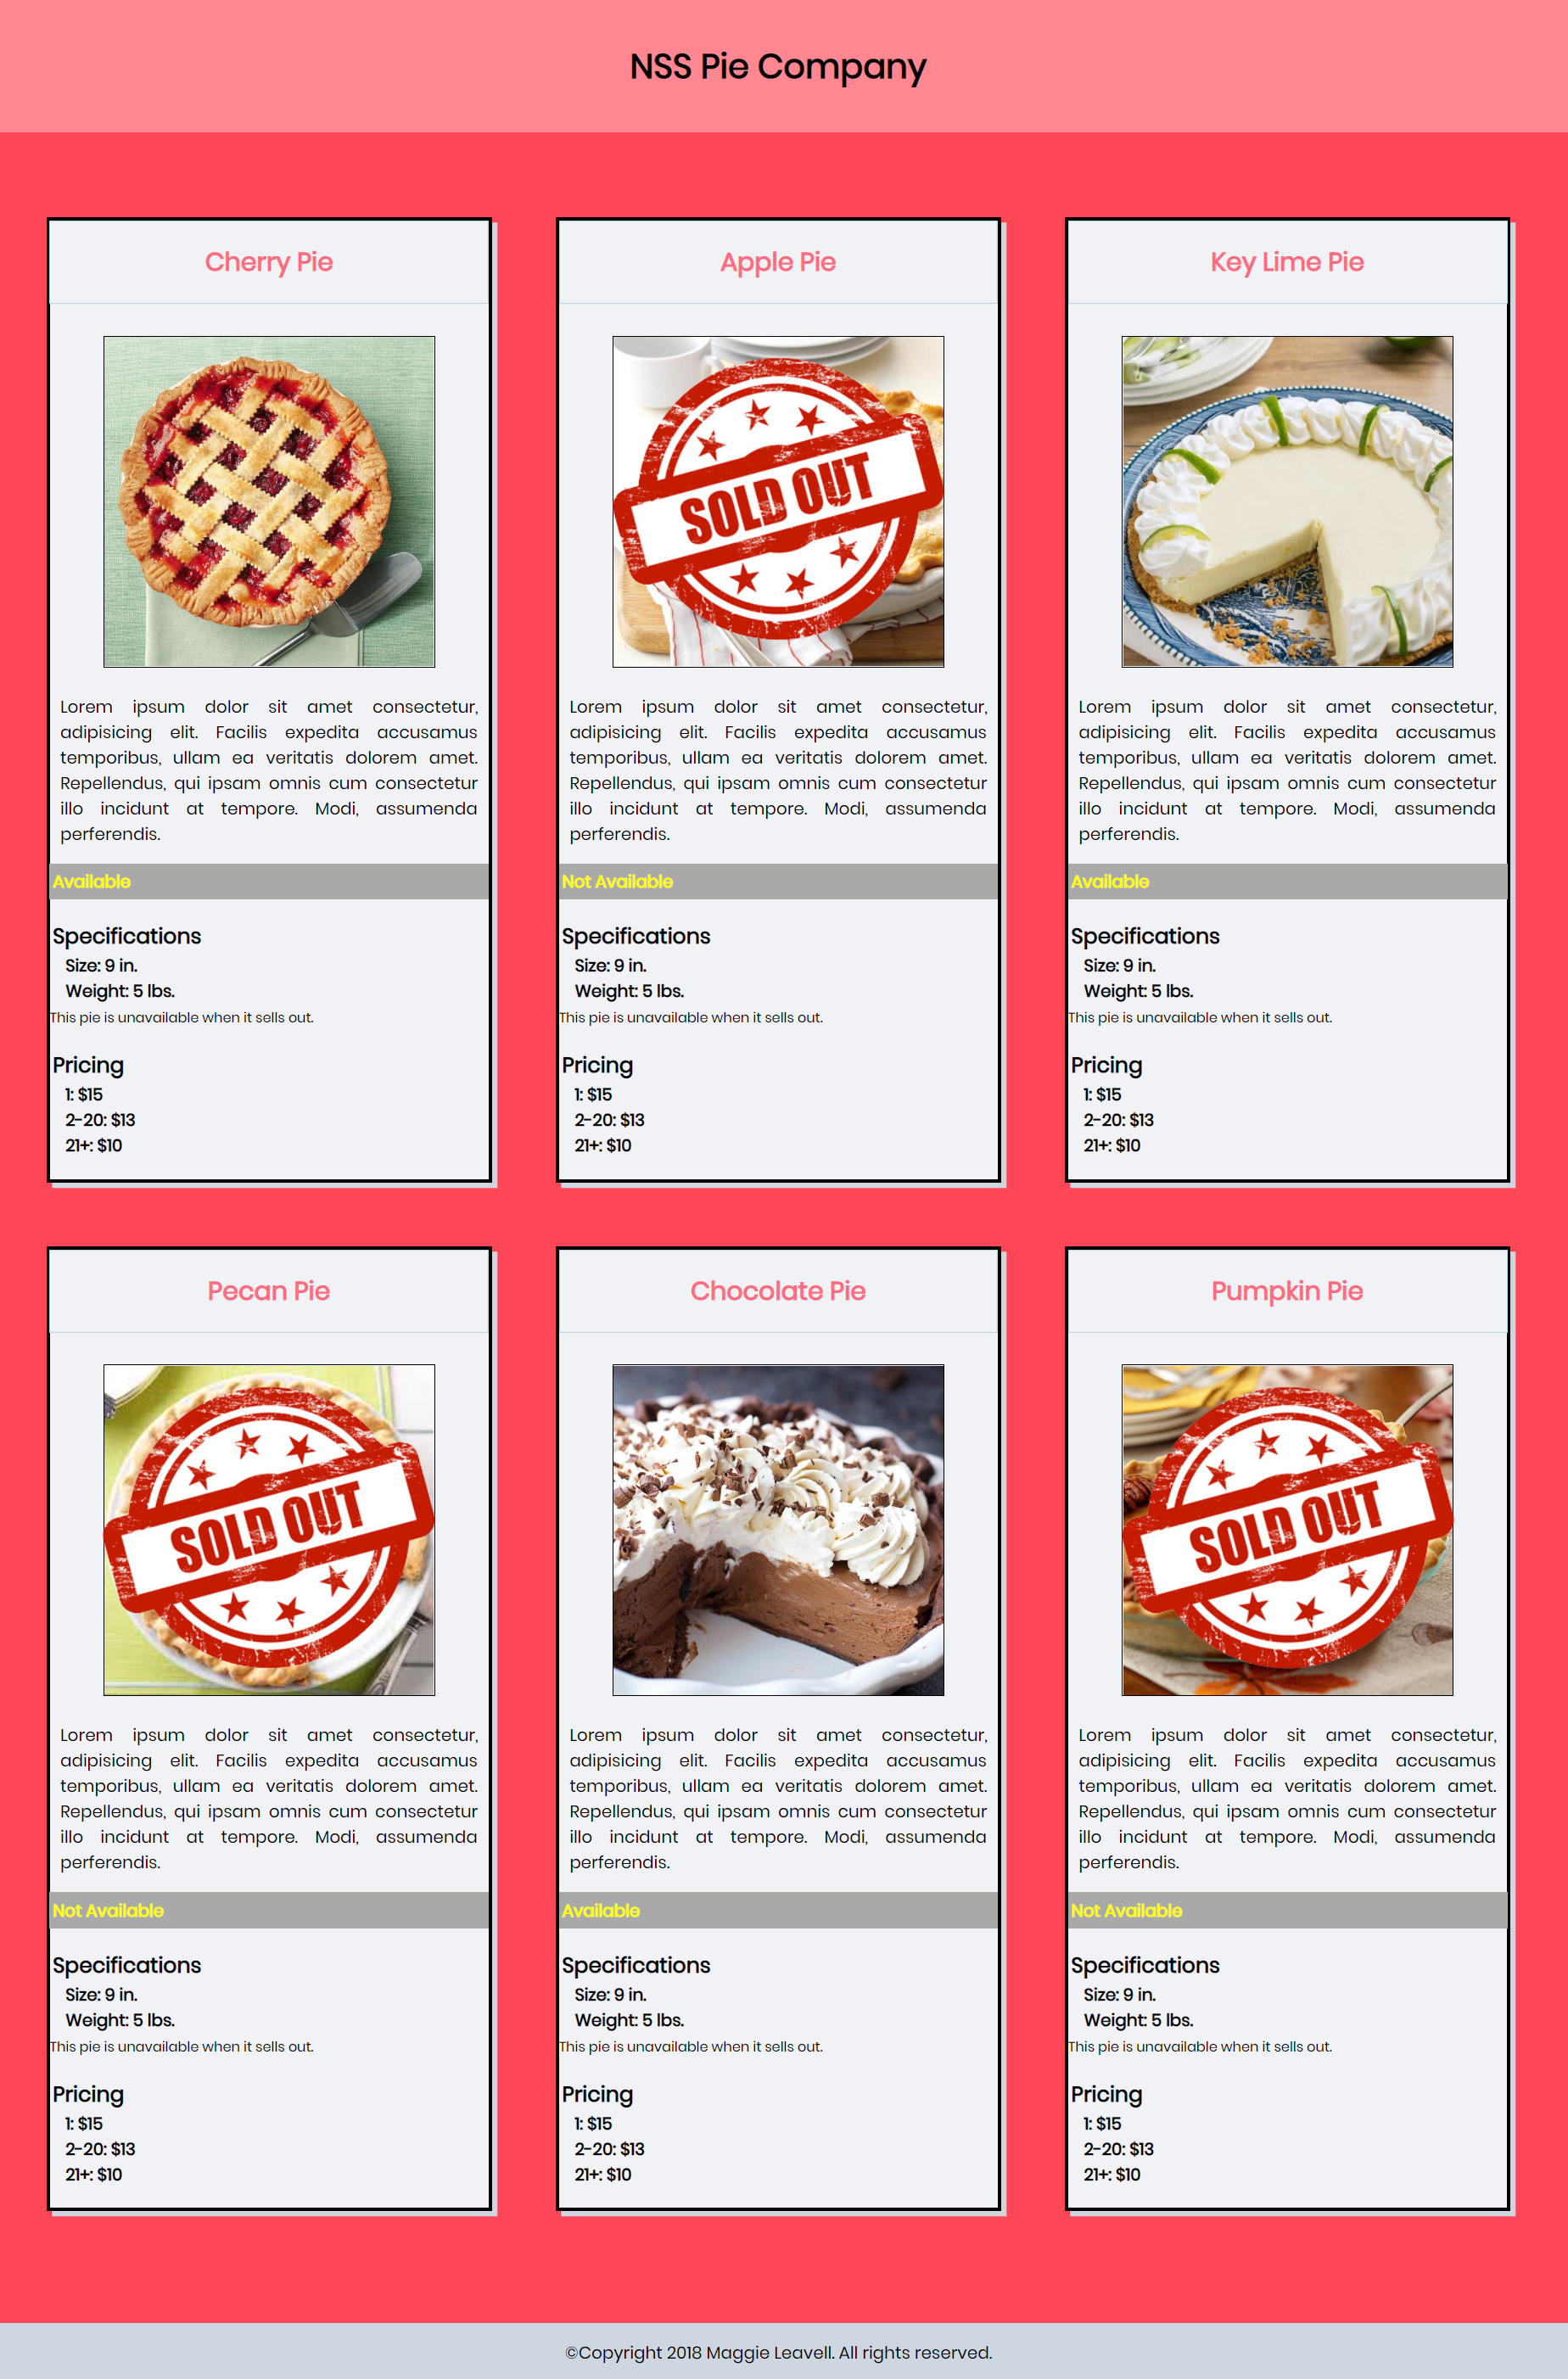 NSS Pie Company
Cherry Pie
Lorem ipsum dolor sit amet consectetur,
adipisicing elit. Facilis expedita accusamus
temporibus, ullam ea veritatis dolorem amet.
Repellendus, qui ipsam omnis cum consectetur
illo incidunt at tempore. Modi, assumenda
perferendis.
Available
Specifications
Size: 9 in.
Weight: 5 lbs.
This pie is unavailable when it sells out.
Pricing
1: $15
2-20: $13
21+: $10
Apple Pie
SOLD OUT
Lorem ipsum dolor sit amet consectetur,
adipisicing elit. Facilis expedita accusamus
temporibus, ullam ea veritatis dolorem amet.
Repellendus, qui ipsam omnis cum consectetur
illo incidunt at tempore. Modi, assumenda
perferendis.
Not Available
Specifications
Size: 9 in.
Weight: 5 lbs.
This pie is unavailable when it sells out.
Pricing
1: $15
2-20: $13
21+: $10
Key Lime Pie
Lorem ipsum dolor sit amet consectetur,
adipisicing elit. Facilis expedita accusamus
temporibus, ullam ea veritatis dolorem amet.
Repellendus, qui ipsam omnis cum consectetur
illo incidunt at tempore. Modi, assumenda
perferendis.
Available
Specifications
Size: 9 in.
Weight: 5 lbs.
This pie is unavailable when it sells out.
Pricing
1: $15
2-20: $13
21+: $10
Pecan Pie
SOLD OUT
Lorem ipsum dolor sit amet consectetur,
adipisicing elit. Facilis expedita accusamus
temporibus, ullam ea veritatis dolorem amet.
Repellendus, qui ipsam omnis cum consectetur
illo incidunt at tempore. Modi, assumenda
perferendis.
Not Available
Specifications
Size: 9 in.
Weight: 5 lbs.
This pie is unavailable when it sells out.
Pricing
1: $15
2-20: $13
21+: $10
Chocolate Pie
Lorem ipsum dolor sit amet consectetur,
adipisicing elit. Facilis expedita accusamus
temporibus, ullam ea veritatis dolorem amet.
Repellendus, qui ipsam omnis cum consectetur
illo incidunt at tempore. Modi, assumenda
perferendis.
Available
Specifications
Size: 9 in.
Weight: 5 lbs.
This pie is unavailable when it sells out.
Pricing
1: $15
2-20: $13
21+: $10
Pumpkin Pie
SOLD OUT
Lorem ipsum dolor sit amet consectetur,
adipisicing elit. Facilis expedita accusamus
temporibus, ullam ea veritatis dolorem amet.
Repellendus, qui ipsam omnis cum consectetur
illo incidunt at tempore. Modi, assumenda
perferendis.
Not Available
Specifications
Size: 9 in.
Weight: 5 lbs.
This pie is unavailable when it sells out.
Pricing
1: $15
2-20: $13
21+: $10
©Copyright 2018 Maggie Leavell. All rights reserved.